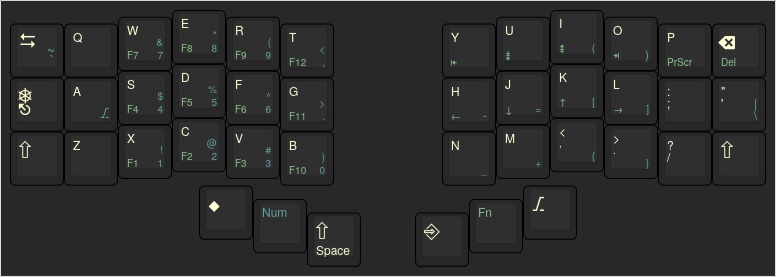 ⇆ ~
Q
W & F7 7
E * F8 8
R ( F9 9
T < F12 ,
Y ⇤
U ⇟
I ⇞ (
O ⇥ )
P PrScr
⌫ Del
⎋
A ⎇
S $ F4 4
D % F5 5
F ^ F6 6
G > F11 .
H ← -
J ↓ =
K ↑ [
L → ]
: ;
" ' | \
⇧
Z
X ! F1 1
C @ F2 2
V # F3 3
B ) F10 0
N _
M +
< , {
> . }
? /
⇧
◆
Num
⇧ Space
Fn